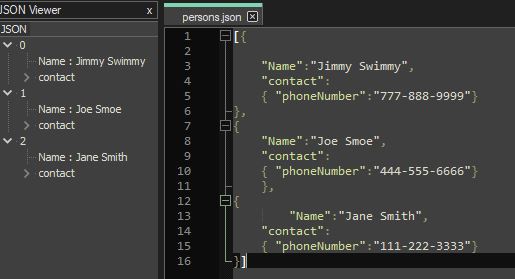 JSON Viewer x
JSON
0
Name : Jimmy Swimmy
contact
1
Name : Joe Smoe
contact
2
Name : Jane Smith
contact
persons.json
1 [{
2
3 "Name":"Jimmy Swimmy",
4 "contact":
5 { "phoneNumber":"777-888-9999"}
6 },
7 {
8 "Name":"Joe Smoe",
9 "contact":
10 { "phoneNumber":"444-555-6666"}
11 },
12 {
13 "Name":"Jane Smith",
14 "contact":
15 { "phoneNumber":"111-222-3333"}
16 }]